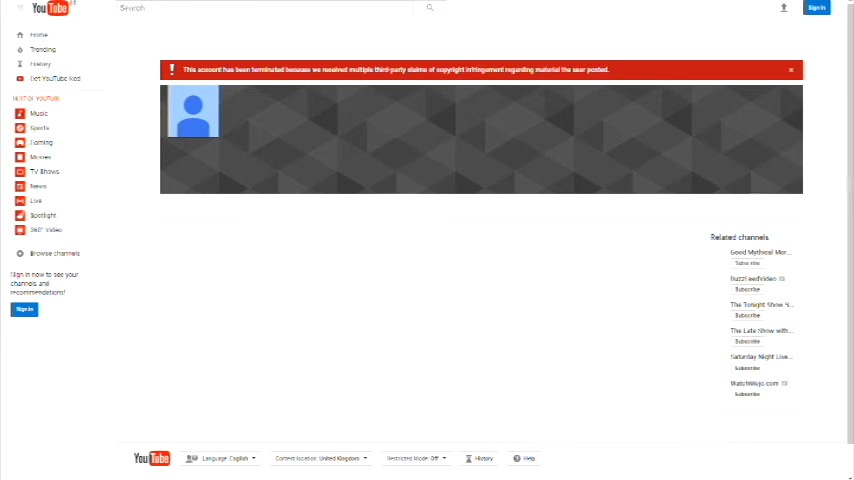 YouTube
Search
Sign in
Home
Trending
History
Get YouTube Red
BEST OF YOUTUBE
Music
Sports
Gaming
Movies
TV Shows
News
Live
Spotlight
360° Video
Browse channels
Sign in now to see your
channels and
recommendations!
Sign in
This account has been terminated because we received multiple third-party claims of copyright infringement regarding material the user posted.
Related channels
Good Mythical Mor...
Subscribe
BuzzFeedVideo
Subscribe
The Tonight Show S...
Subscribe
The Late Show with...
Subscribe
Saturday Night Live...
Subscribe
WatchMojo.com
Subscribe
YouTube
Language: English
Content location: United Kingdom
Restricted Mode: Off
History
Help